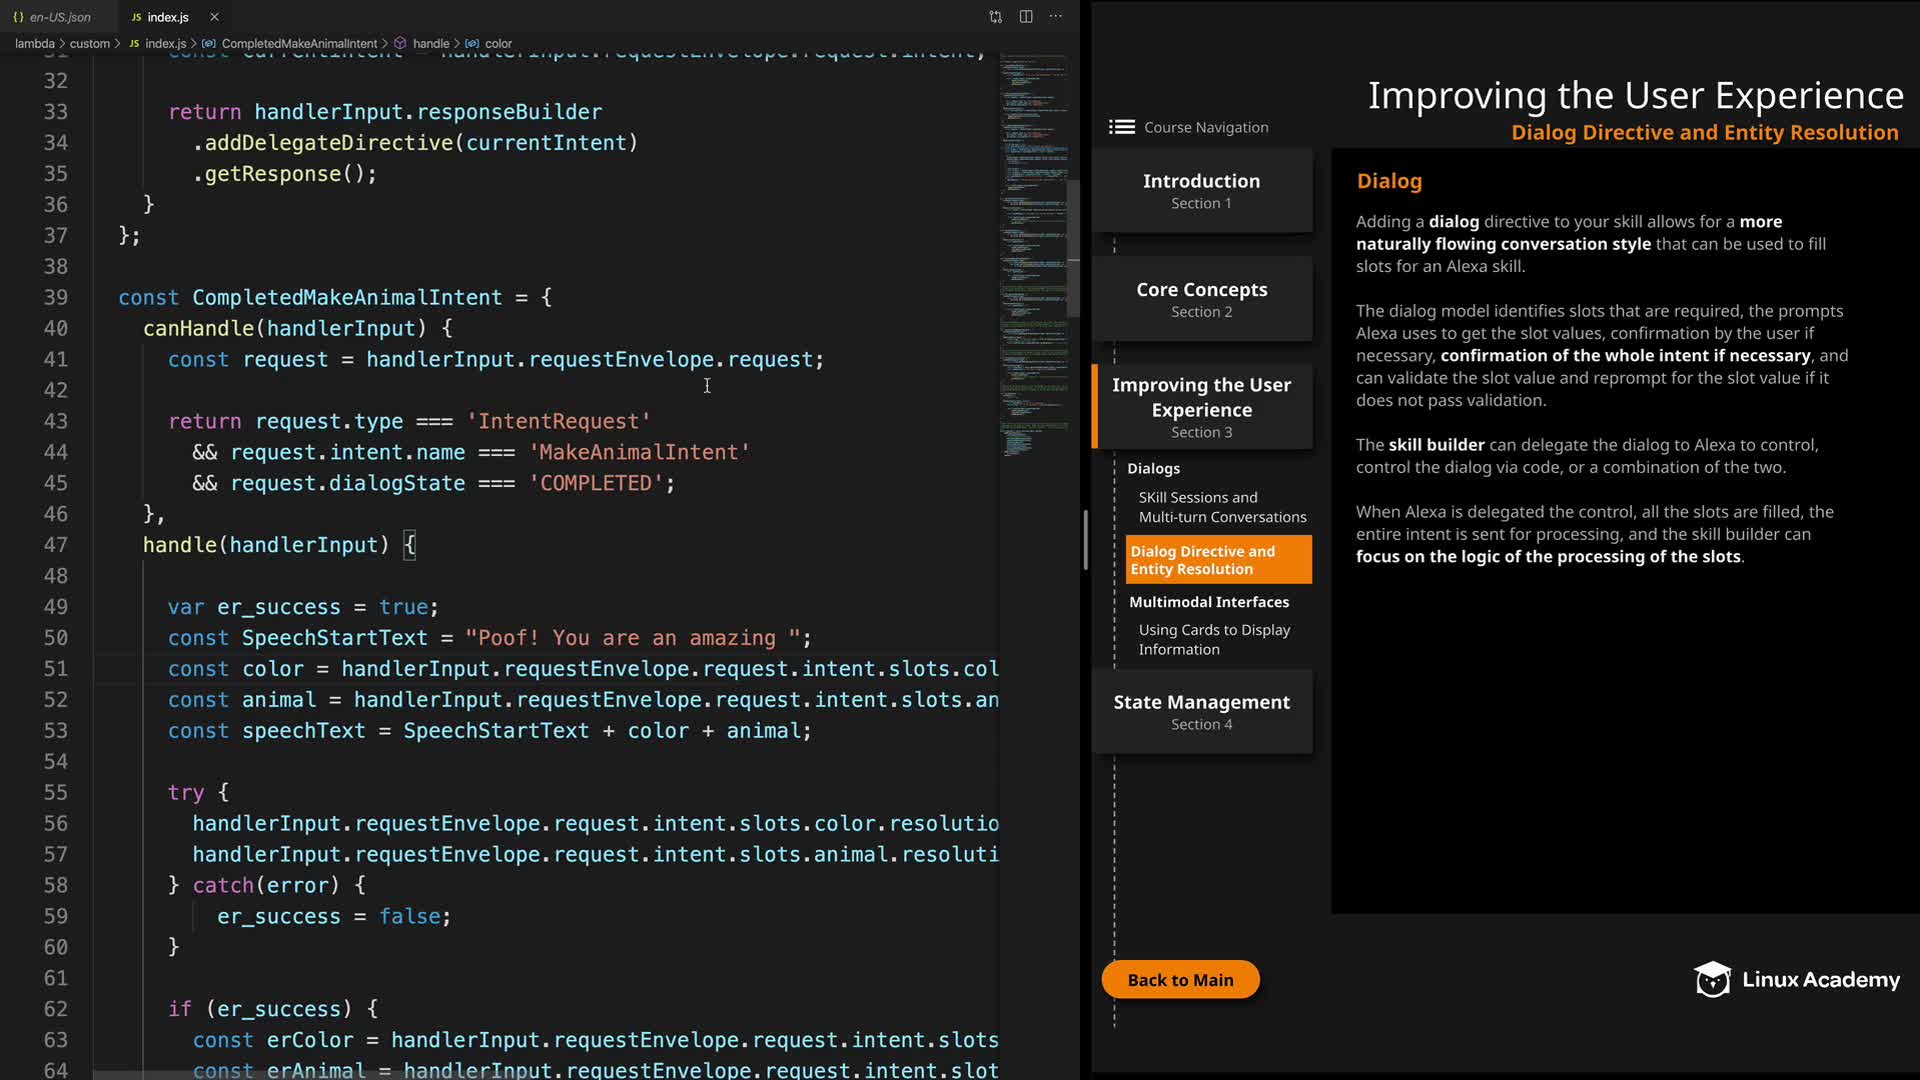 {} en-US.json
JS index.js
lambda > custom > JS index.js > CompletedMakeAnimalIntent > handle > color
32
33 return handlerInput.responseBuilder
34 .addDelegateDirective(currentIntent)
35 .getResponse();
36 }
37 };
38
39 const CompletedMakeAnimalIntent = {
40 canHandle(handlerInput) {
41 const request = handlerInput.requestEnvelope.request;
42
43 return request.type === 'IntentRequest'
44 && request.intent.name === 'MakeAnimalIntent'
45 && request.dialogState === 'COMPLETED';
46 },
47 handle(handlerInput) {
48
49 var er_success = true;
50 const SpeechStartText = "Poof! You are an amazing ";
51 const color = handlerInput.requestEnvelope.request.intent.slots.col
52 const animal = handlerInput.requestEnvelope.request.intent.slots.an
53 const speechText = SpeechStartText + color + animal;
54
55 try {
56 handlerInput.requestEnvelope.request.intent.slots.color.resolutio
57 handlerInput.requestEnvelope.request.intent.slots.animal.resoluti
58 } catch(error) {
59 er_success = false;
60 }
61
62 if (er_success) {
63 const erColor = handlerInput.requestEnvelope.request.intent.slots
64 const erAnimal = handlerInput.requestEnvelope.request.intent.slot
Improving the User Experience
Dialog Directive and Entity Resolution
Course Navigation
Introduction
Section 1
Core Concepts
Section 2
Improving the User
Experience
Section 3
Dialogs
SKill Sessions and
Multi-turn Conversations
Dialog Directive and
Entity Resolution
Multimodal Interfaces
Using Cards to Display
Information
State Management
Section 4
Back to Main
Dialog
Adding a dialog directive to your skill allows for a more
naturally flowing conversation style that can be used to fill
slots for an Alexa skill.
The dialog model identifies slots that are required, the prompts
Alexa uses to get the slot values, confirmation by the user if
necessary, confirmation of the whole intent if necessary, and
can validate the slot value and reprompt for the slot value if it
does not pass validation.
The skill builder can delegate the dialog to Alexa to control,
control the dialog via code, or a combination of the two.
When Alexa is delegated the control, all the slots are filled, the
entire intent is sent for processing, and the skill builder can
focus on the logic of the processing of the slots.
Linux Academy